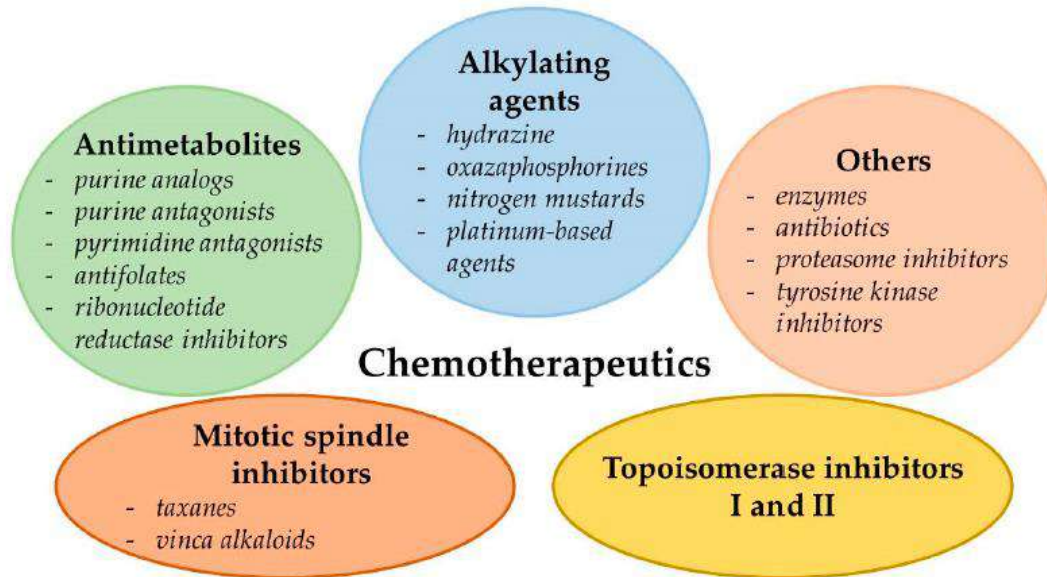 Alkylating
agents
- hydrazine
- oxazaphosphorines
- nitrogen mustards
- platinum-based
agents
Antimetabolites
- purine analogs
- purine antagonists
- pyrimidine antagonists
- antifolates
- ribonucleotide
reductase inhibitors
Others
- enzymes
- antibiotics
- proteasome inhibitors
- tyrosine kinase
inhibitors
Chemotherapeutics
Mitotic spindle
inhibitors
- taxanes
- vinca alkaloids
Topoisomerase inhibitors
I and II